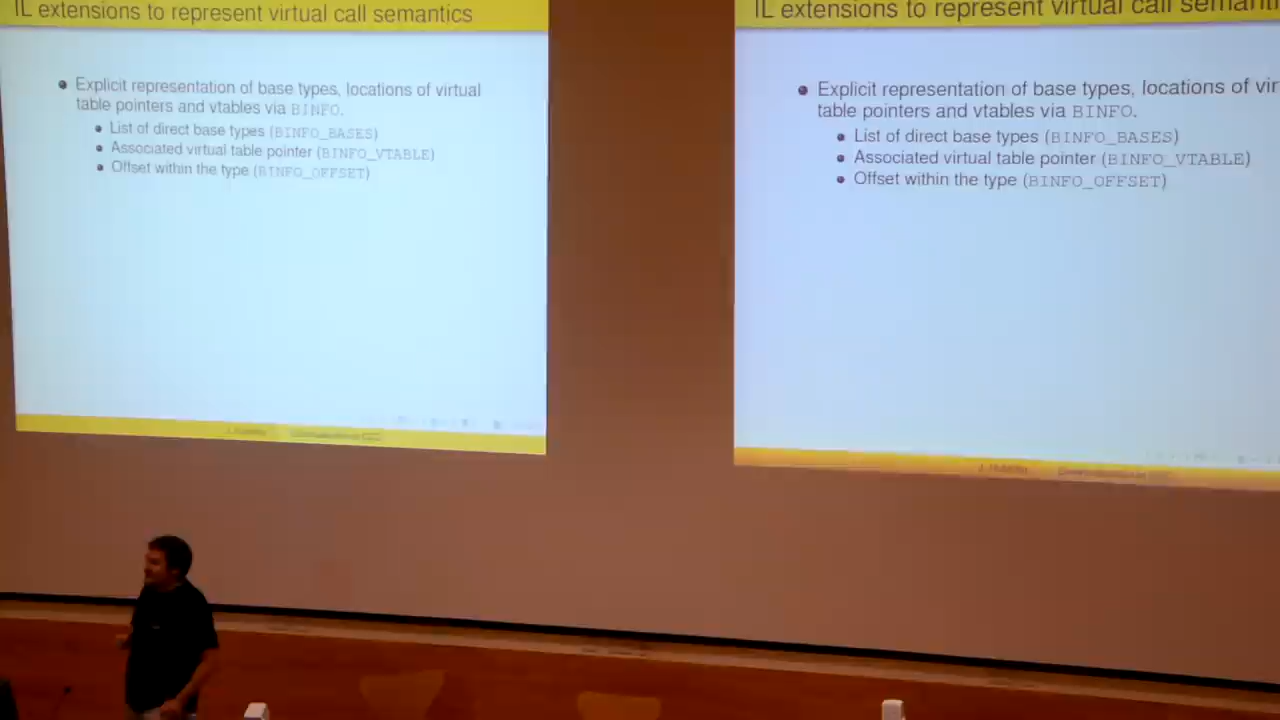 IL extensions to represent virtual call semantics
Explicit representation of base types, locations of virtual
table pointers and vtables via BINFO.
List of direct base types (BINFO_BASES)
Associated virtual table pointer (BINFO_VTABLE)
Offset within the type (BINFO_OFFSET)
IL extensions to represent virtual call semanti
Explicit representation of base types, locations of vir
table pointers and vtables via BINFO.
List of direct base types (BINFO_BASES)
Associated virtual table pointer (BINFO_VTABLE)
Offset within the type (BINFO_OFFSET)